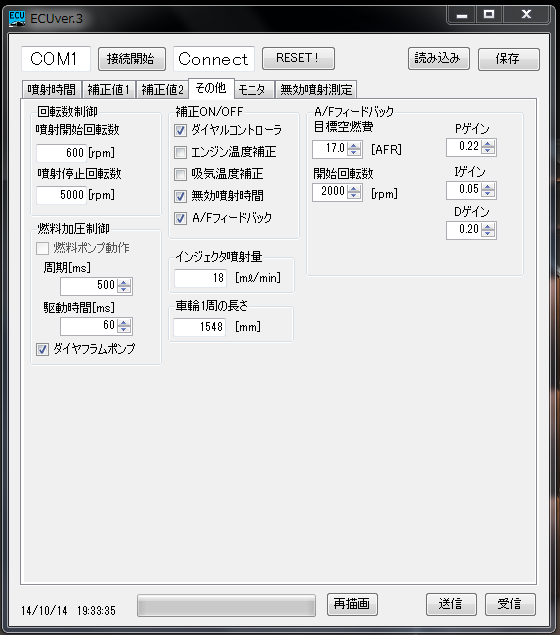 ECU ECUver.3
COM1 接続開始 Connect RESET! 読み込み 保存
噴射時間 補正値1 補正値2 その他 モニタ 無効噴射測定
回転数制御
噴射開始回転数
600 [rpm]
噴射停止回転数
5000 [rpm]
燃料加圧制御
燃料ポンプ動作
周期[ms]
500
駆動時間[ms]
60
ダイヤフラムポンプ
補正ON/OFF
ダイヤルコントローラ
エンジン温度補正
吸気温度補正
無効噴射時間
A/Fフィードバック
インジェクタ噴射量
18 [mℓ/min]
車輪1周の長さ
1548 [mm]
A/Fフィードバック
目標空燃費
17.0 [AFR]
開始回転数
2000 [rpm]
Pゲイン
0.22
Iゲイン
0.05
Dゲイン
0.20
14/10/14 19:33:35 再描画 送信 受信